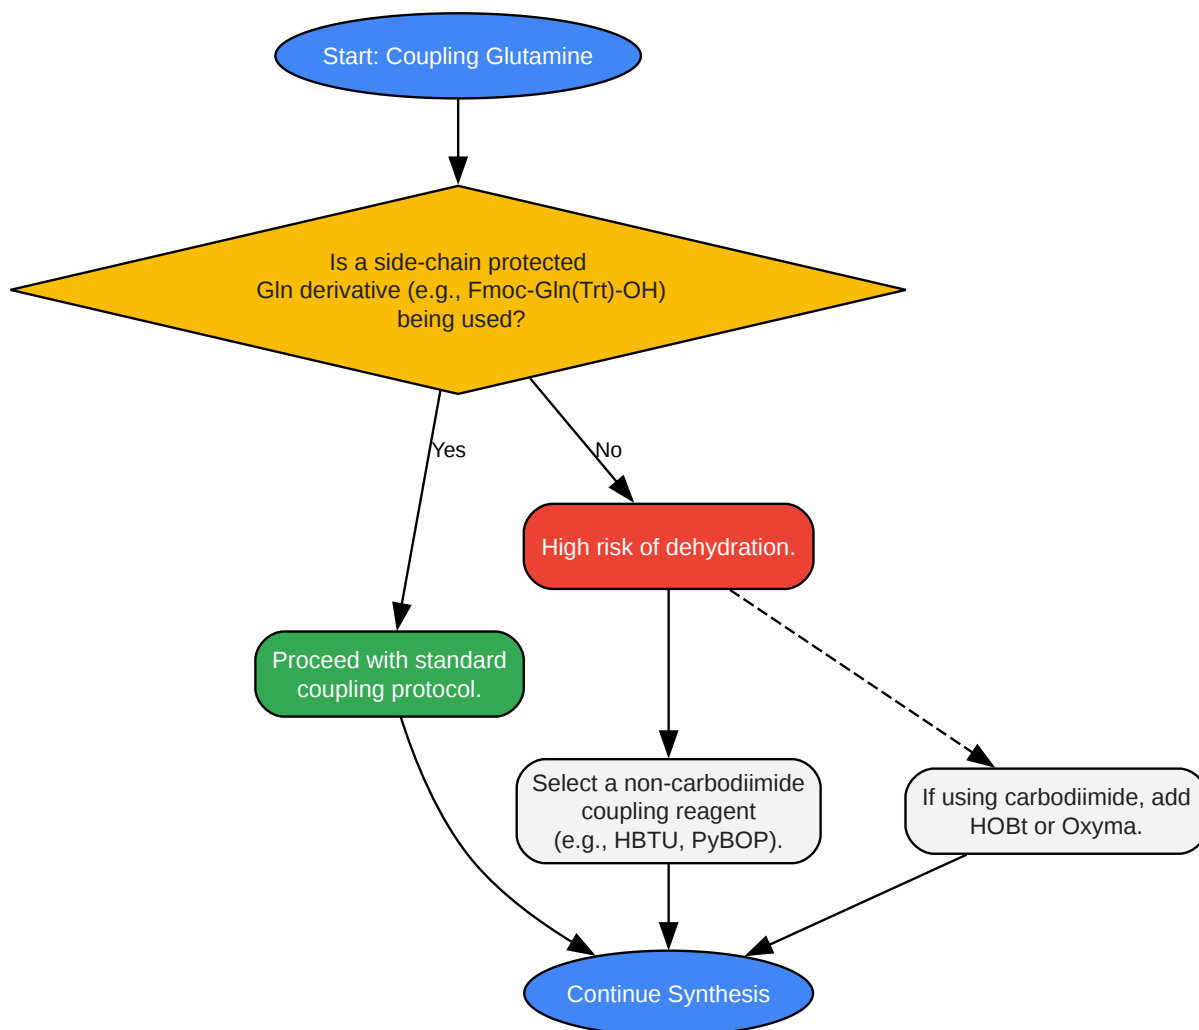 Start: Coupling Glutamine
Is a side-chain protected
Gln derivative (e.g., Fmoc-Gln(Trt)-OH)
being used?
Yes
No
High risk of dehydration.
Proceed with standard
coupling protocol.
Select a non-carbodiimide
coupling reagent
(e.g., HBTU, PyBOP).
If using carbodiimide, add
HOBt or Oxyma.
Continue Synthesis